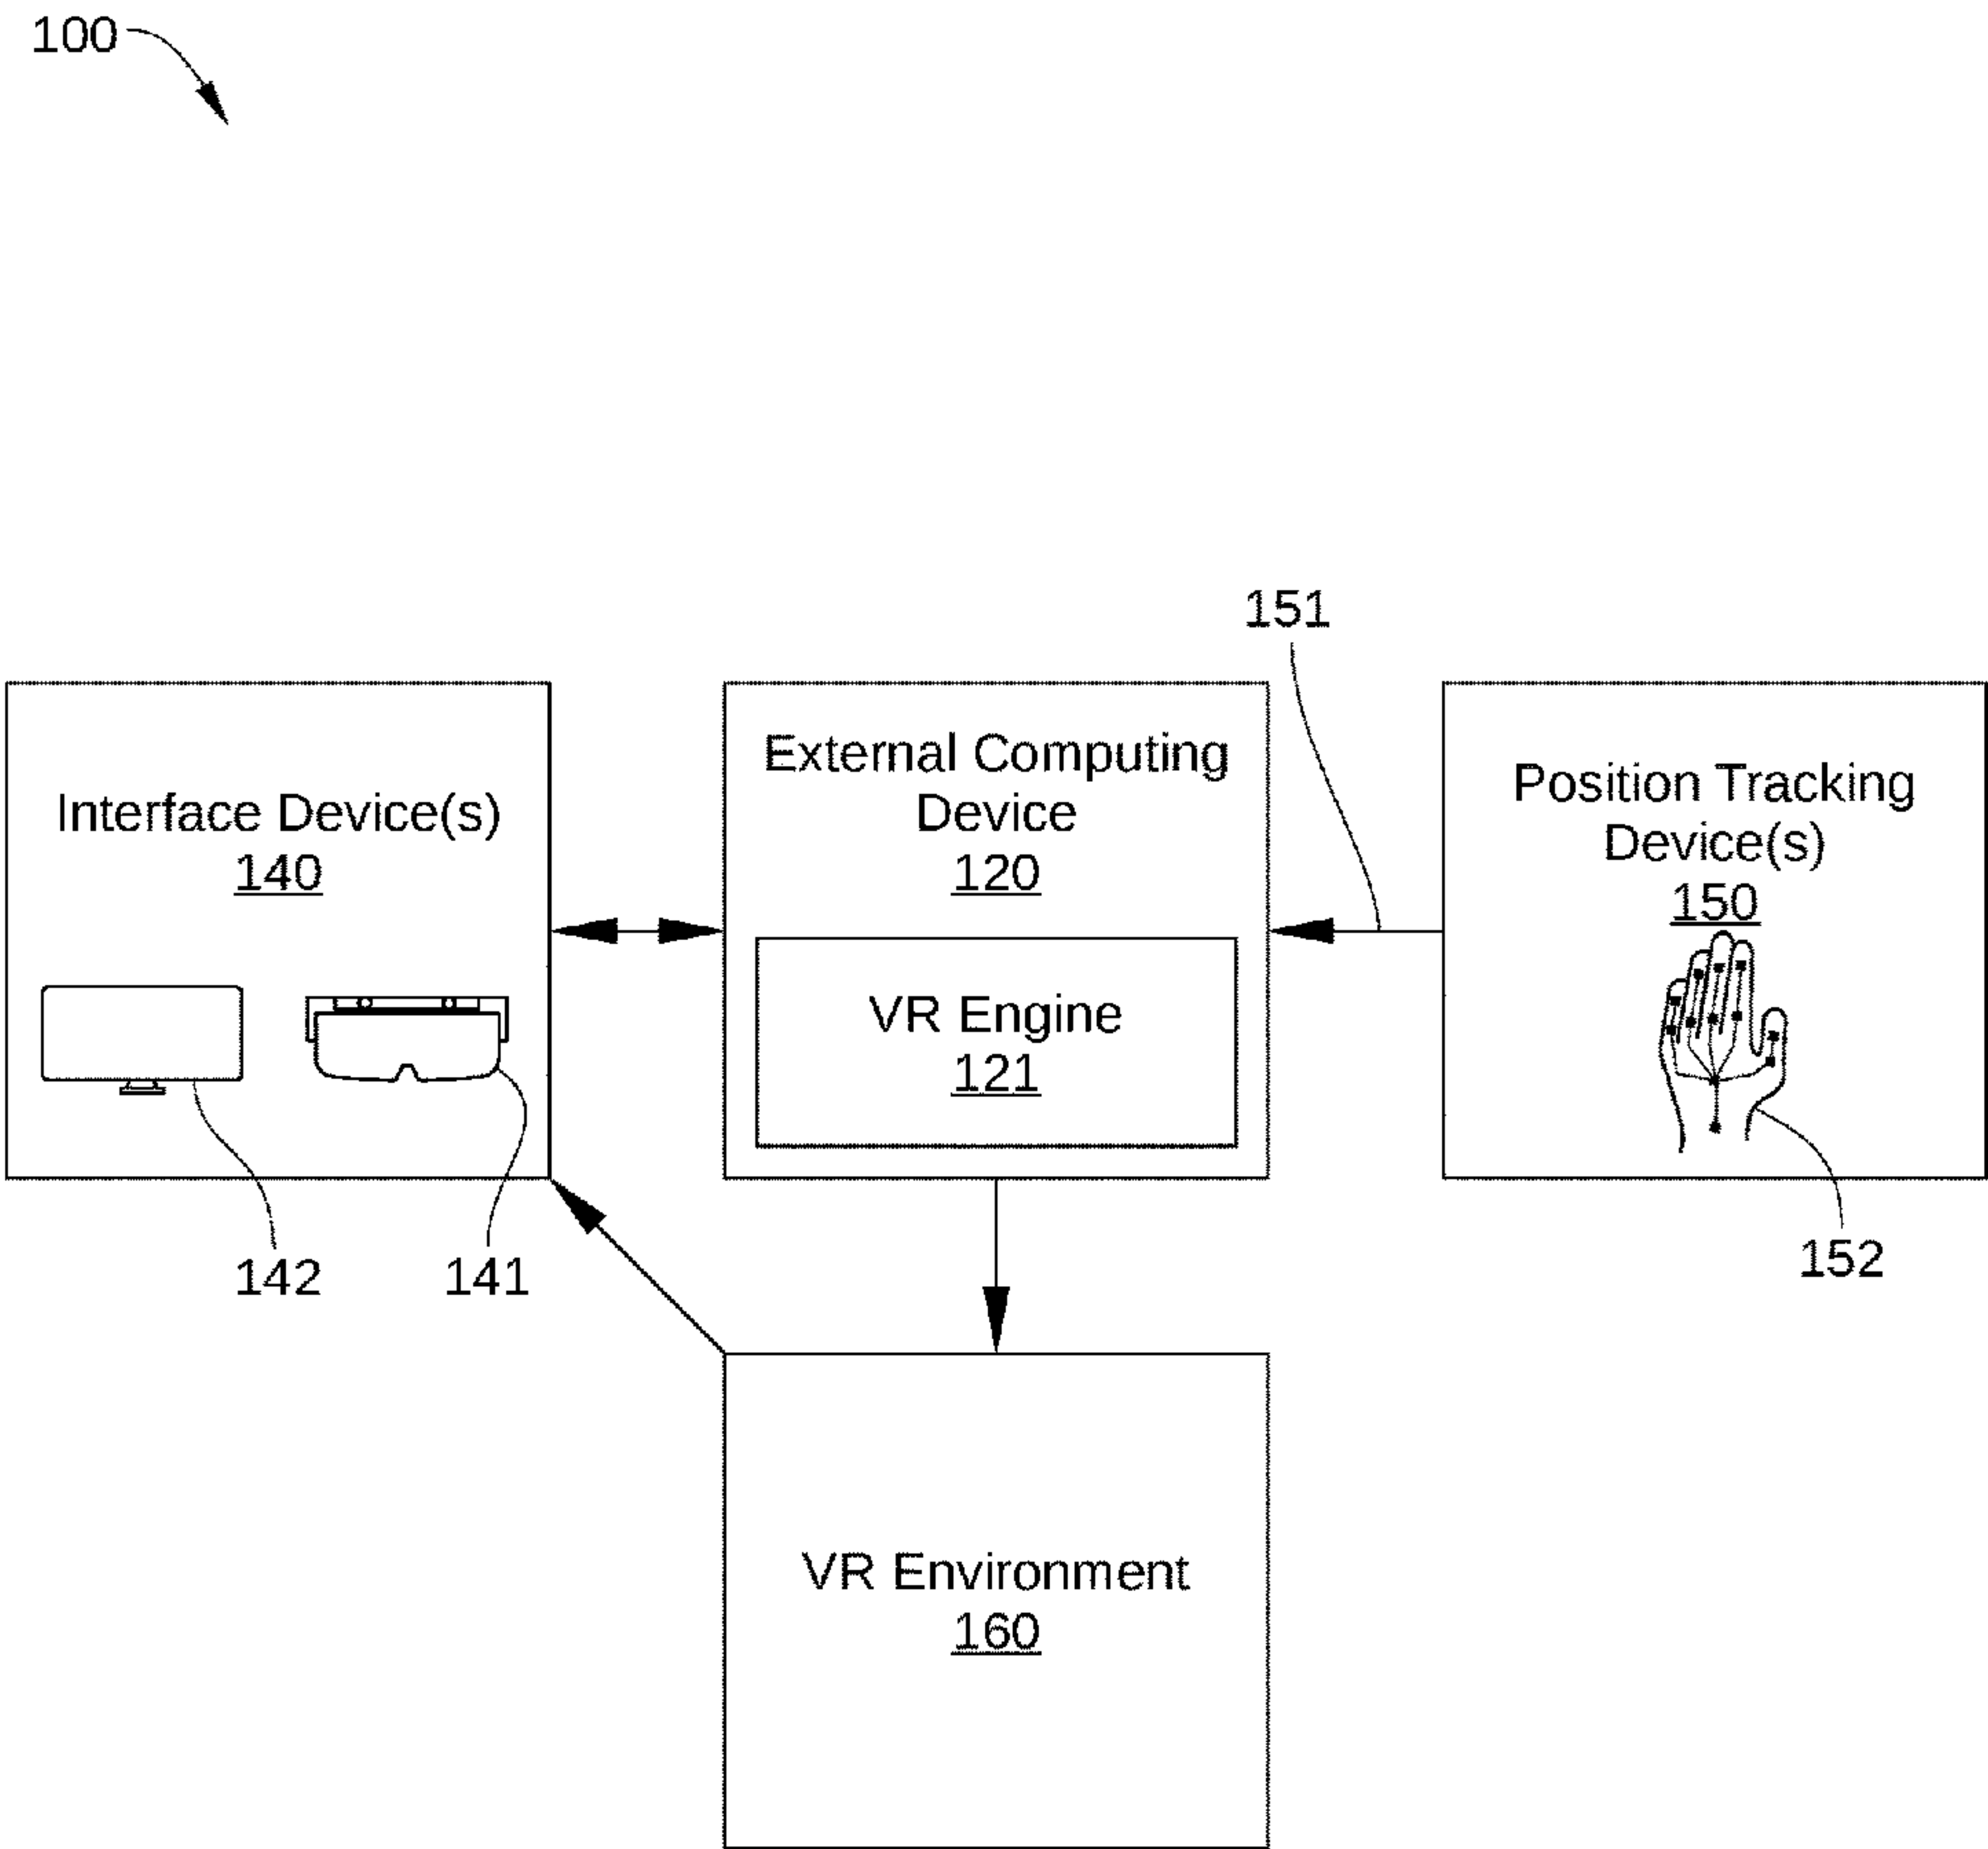 100
151
Interface Device(s)
140
142
141
External Computing
Device
120
VR Engine
121
Position Tracking
Device(s)
150
152
VR Environment
160